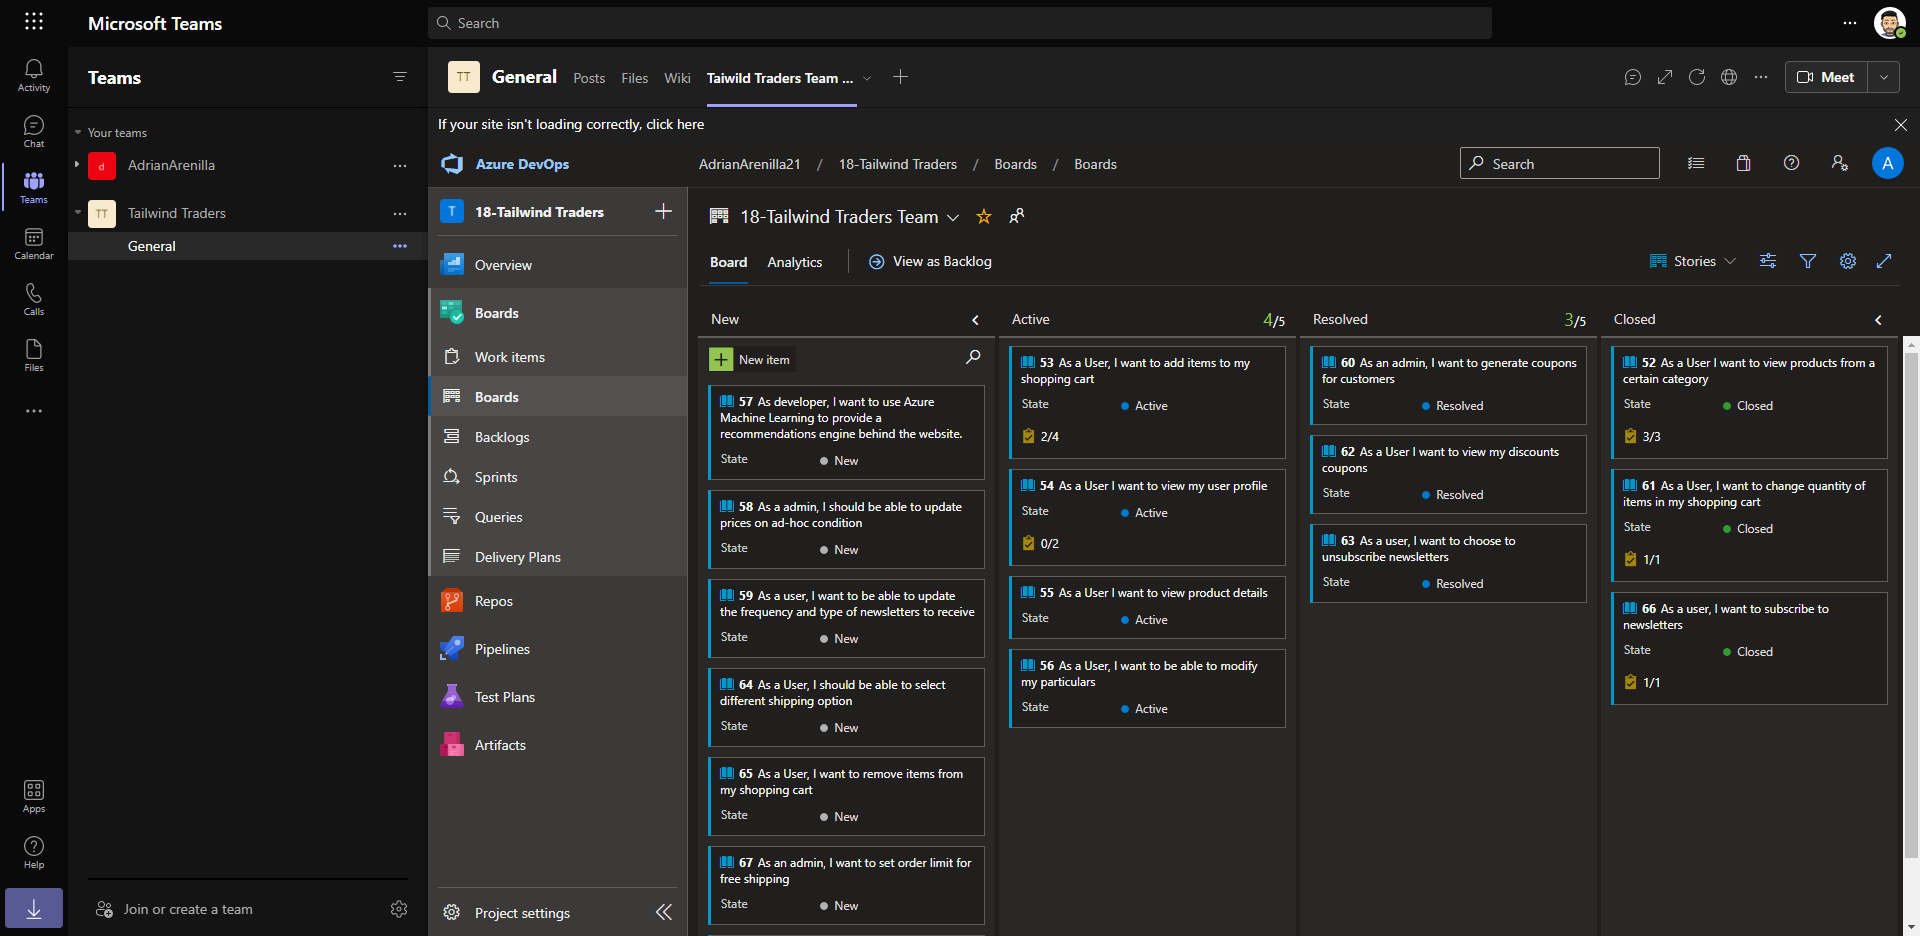 Microsoft Teams
Search
Activity
Chat
Teams
Calendar
Calls
Files
Apps
Help
Teams
Your teams
d AdrianArenilla
TT Tailwind Traders
General
Join or create a team
TT General Posts Files Wiki Taiwild Traders Team ...
Meet
If your site isn't loading correctly, click here
Azure DevOps
AdrianArenilla21 / 18-Tailwind Traders / Boards / Boards
Search
A
T 18-Tailwind Traders
Overview
Boards
Work items
Boards
Backlogs
Sprints
Queries
Delivery Plans
Repos
Pipelines
Test Plans
Artifacts
Project settings
18-Tailwind Traders Team
Board Analytics View as Backlog
Stories
New
New item
57 As developer, I want to use Azure
Machine Learning to provide a
recommendations engine behind the website.
State New
58 As a admin, I should be able to update
prices on ad-hoc condition
State New
59 As a user, I want to be able to update
the frequency and type of newsletters to receive
State New
64 As a User, I should be able to select
different shipping option
State New
65 As a User, I want to remove items from
my shopping cart
State New
67 As an admin, I want to set order limit for
free shipping
State New
Active 4/5
53 As a User, I want to add items to my
shopping cart
State Active
2/4
54 As a User I want to view my user profile
State Active
0/2
55 As a User I want to view product details
State Active
56 As a User, I want to be able to modify
my particulars
State Active
Resolved 3/5
60 As an admin, I want to generate coupons
for customers
State Resolved
62 As a User I want to view my discounts
coupons
State Resolved
63 As a user, I want to choose to
unsubscribe newsletters
State Resolved
Closed
52 As a User I want to view products from a
certain category
State Closed
3/3
61 As a User, I want to change quantity of
items in my shopping cart
State Closed
1/1
66 As a user, I want to subscribe to
newsletters
State Closed
1/1